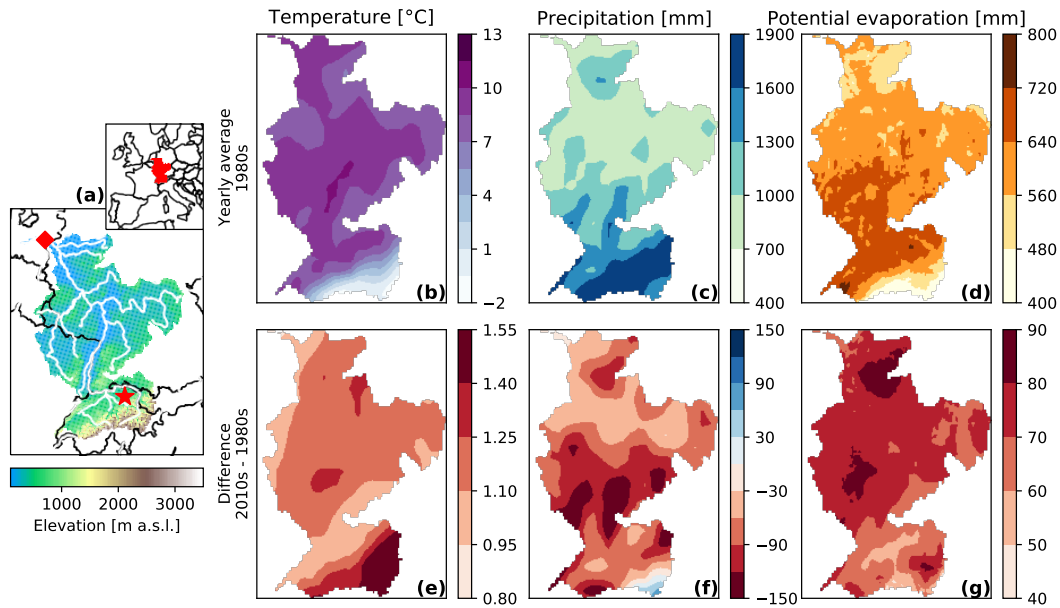 Temperature [°C]
Precipitation [mm]
Potential evaporation [mm]
Yearly average
1980s
(b)
13
10
7
4
1
−2
(c)
1900
1600
1300
1000
700
400
(d)
800
720
640
560
480
400
(a)
1000
2000
3000
Elevation [m a.s.l.]
Difference
2010s - 1980s
(e)
1.55
1.40
1.25
1.10
0.95
0.80
(f)
150
90
30
−30
−90
−150
(g)
90
80
70
60
50
40